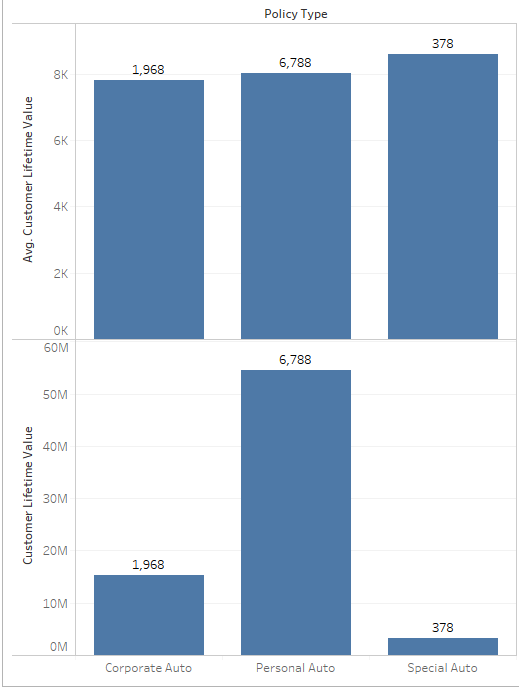 Policy Type
378
6,788
1,968
8K
6K
4K
2K
0K
Avg. Customer Lifetime Value
60M
6,788
50M
40M
30M
20M
1,968
10M
378
0M
Customer Lifetime Value
Corporate Auto
Personal Auto
Special Auto